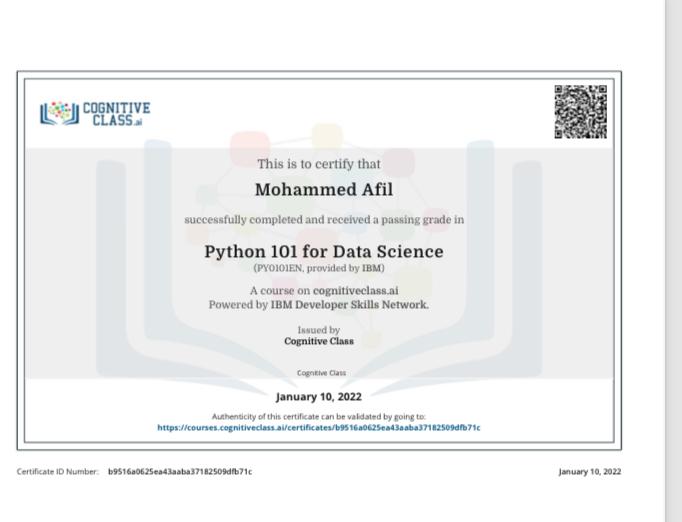 COGNITIVE
CLASS.ai
This is to certify that
Mohammed Afil
successfully completed and received a passing grade in
Python 101 for Data Science
(PY0101EN, provided by IBM)
A course on cognitiveclass.ai
Powered by IBM Developer Skills Network.
Issued by
Cognitive Class
Cognitive Class
January 10, 2022
Authenticity of this certificate can be validated by going to:
https://courses.cognitiveclass.ai/certificates/b9516a0625ea43aaba37182509dfb71c
Certificate ID Number: b9516a0625ea43aaba37182509dfb71c January 10, 2022